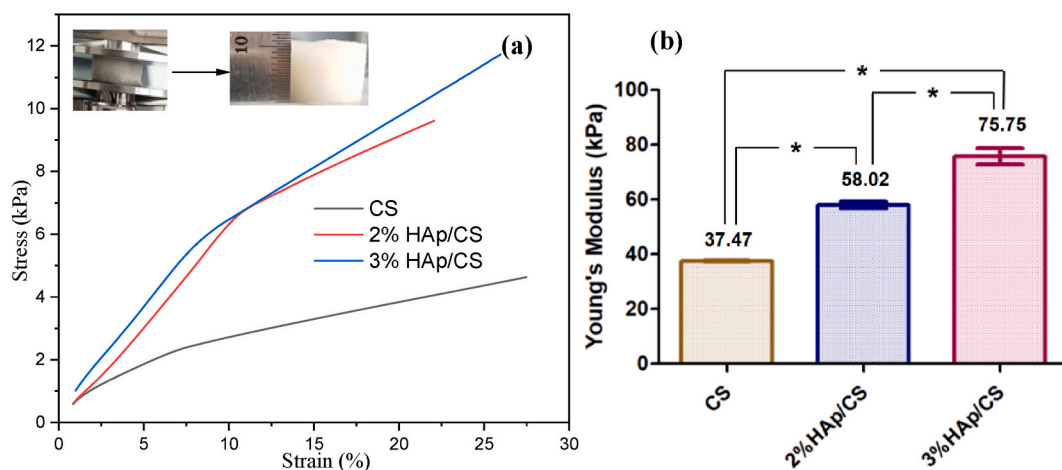 (a)
10
Stress (kPa)
12
10
8
6
4
2
0
CS
2% HAp/CS
3% HAp/CS
0
5
10
15
20
25
30
Strain (%)
(b)
Young's Modulus (kPa)
100
80
60
40
20
0
*
*
*
37.47
58.02
75.75
CS
2%HAp/CS
3%HAp/CS